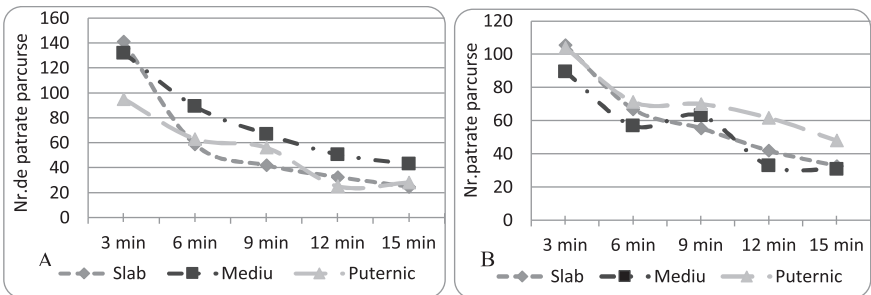 Nr.de patrate parcurse
160
140
120
100
80
60
40
20
0
3 min 6 min 9 min 12 min 15 min
A
Slab Mediu Puternic
Nr.patrate parcurse
120
100
80
60
40
20
0
3 min 6 min 9 min 12 min 15 min
B
Slab Mediu Puternic